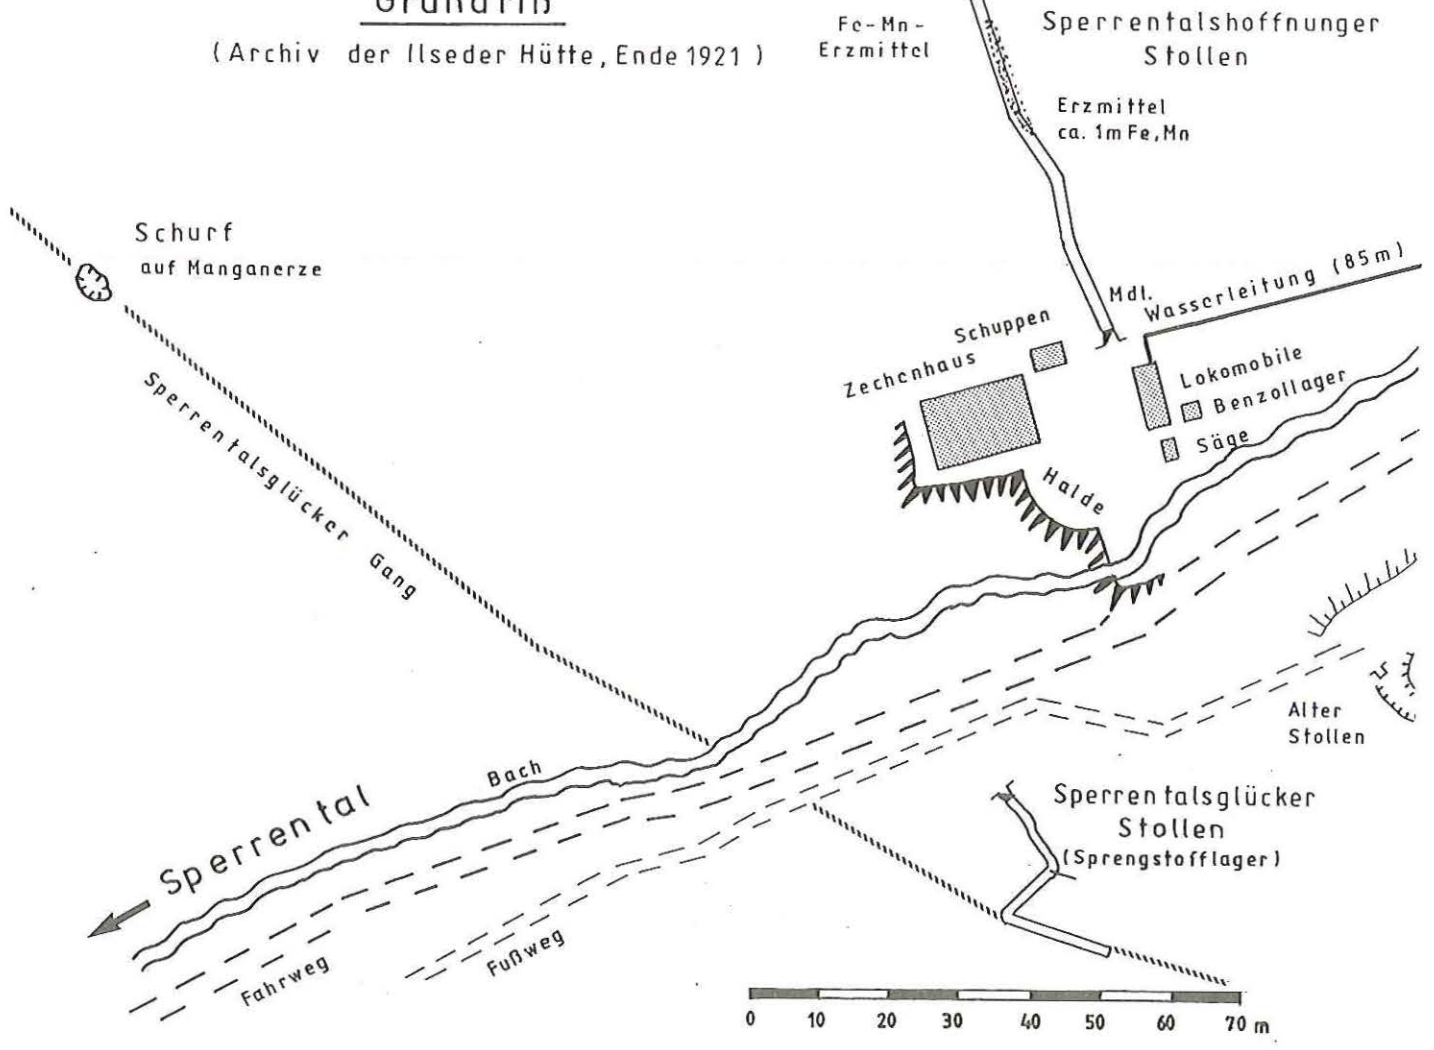 Grundriß
(Archiv der Ilseder Hütte, Ende 1921)
Fe-Mn-
Erzmittel
Sperrentalshoffnunger
Stollen
Erzmittel
ca. 1m Fe,Mn
Schurf
auf Manganerze
Mdl.
Wasserleitung (85m)
Schuppen
Zechenhaus
Lokomobile
Benzollager
Säge
Halde
Sperrentalsglücker Gang
Alter
Stollen
Bach
Sperrental
Sperrentalsglücker
Stollen
(Sprengstofflager)
Fahrweg
Fußweg
0 10 20 30 40 50 60 70 m